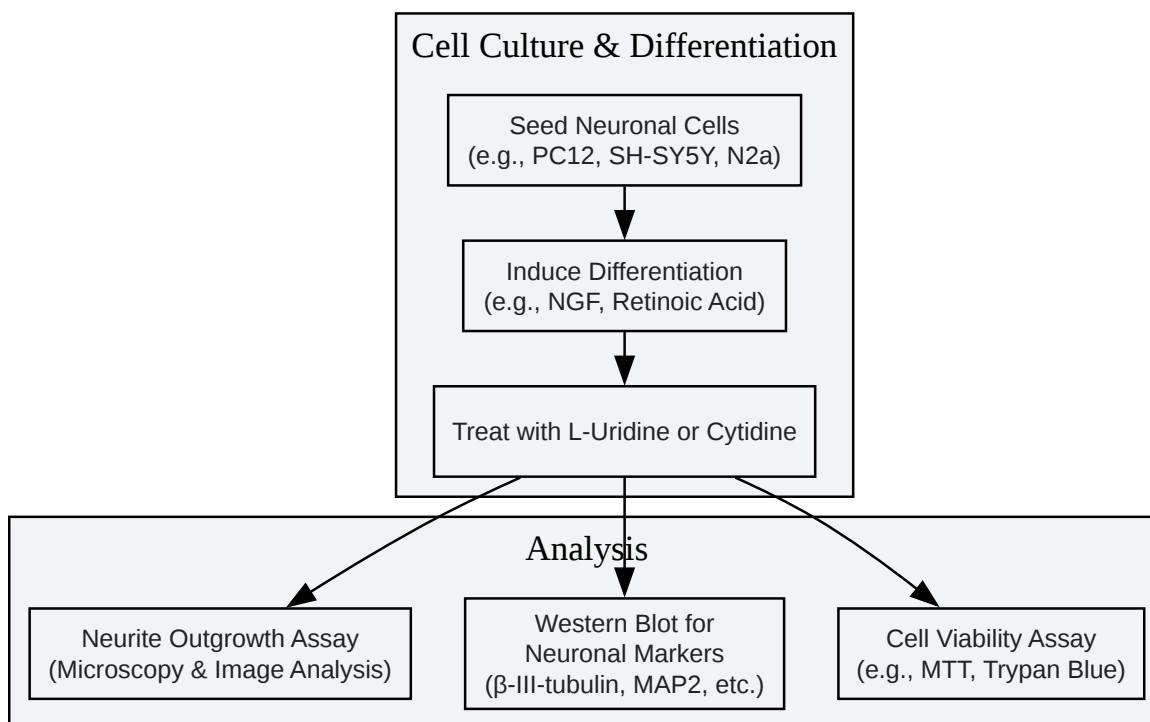 Cell Culture & Differentiation
Seed Neuronal Cells
(e.g., PC12, SH-SY5Y, N2a)
Induce Differentiation
(e.g., NGF, Retinoic Acid)
Treat with L-Uridine or Cytidine
Analysis
Neurite Outgrowth Assay
(Microscopy & Image Analysis)
Western Blot for
Neuronal Markers
(β-III-tubulin, MAP2, etc.)
Cell Viability Assay
(e.g., MTT, Trypan Blue)